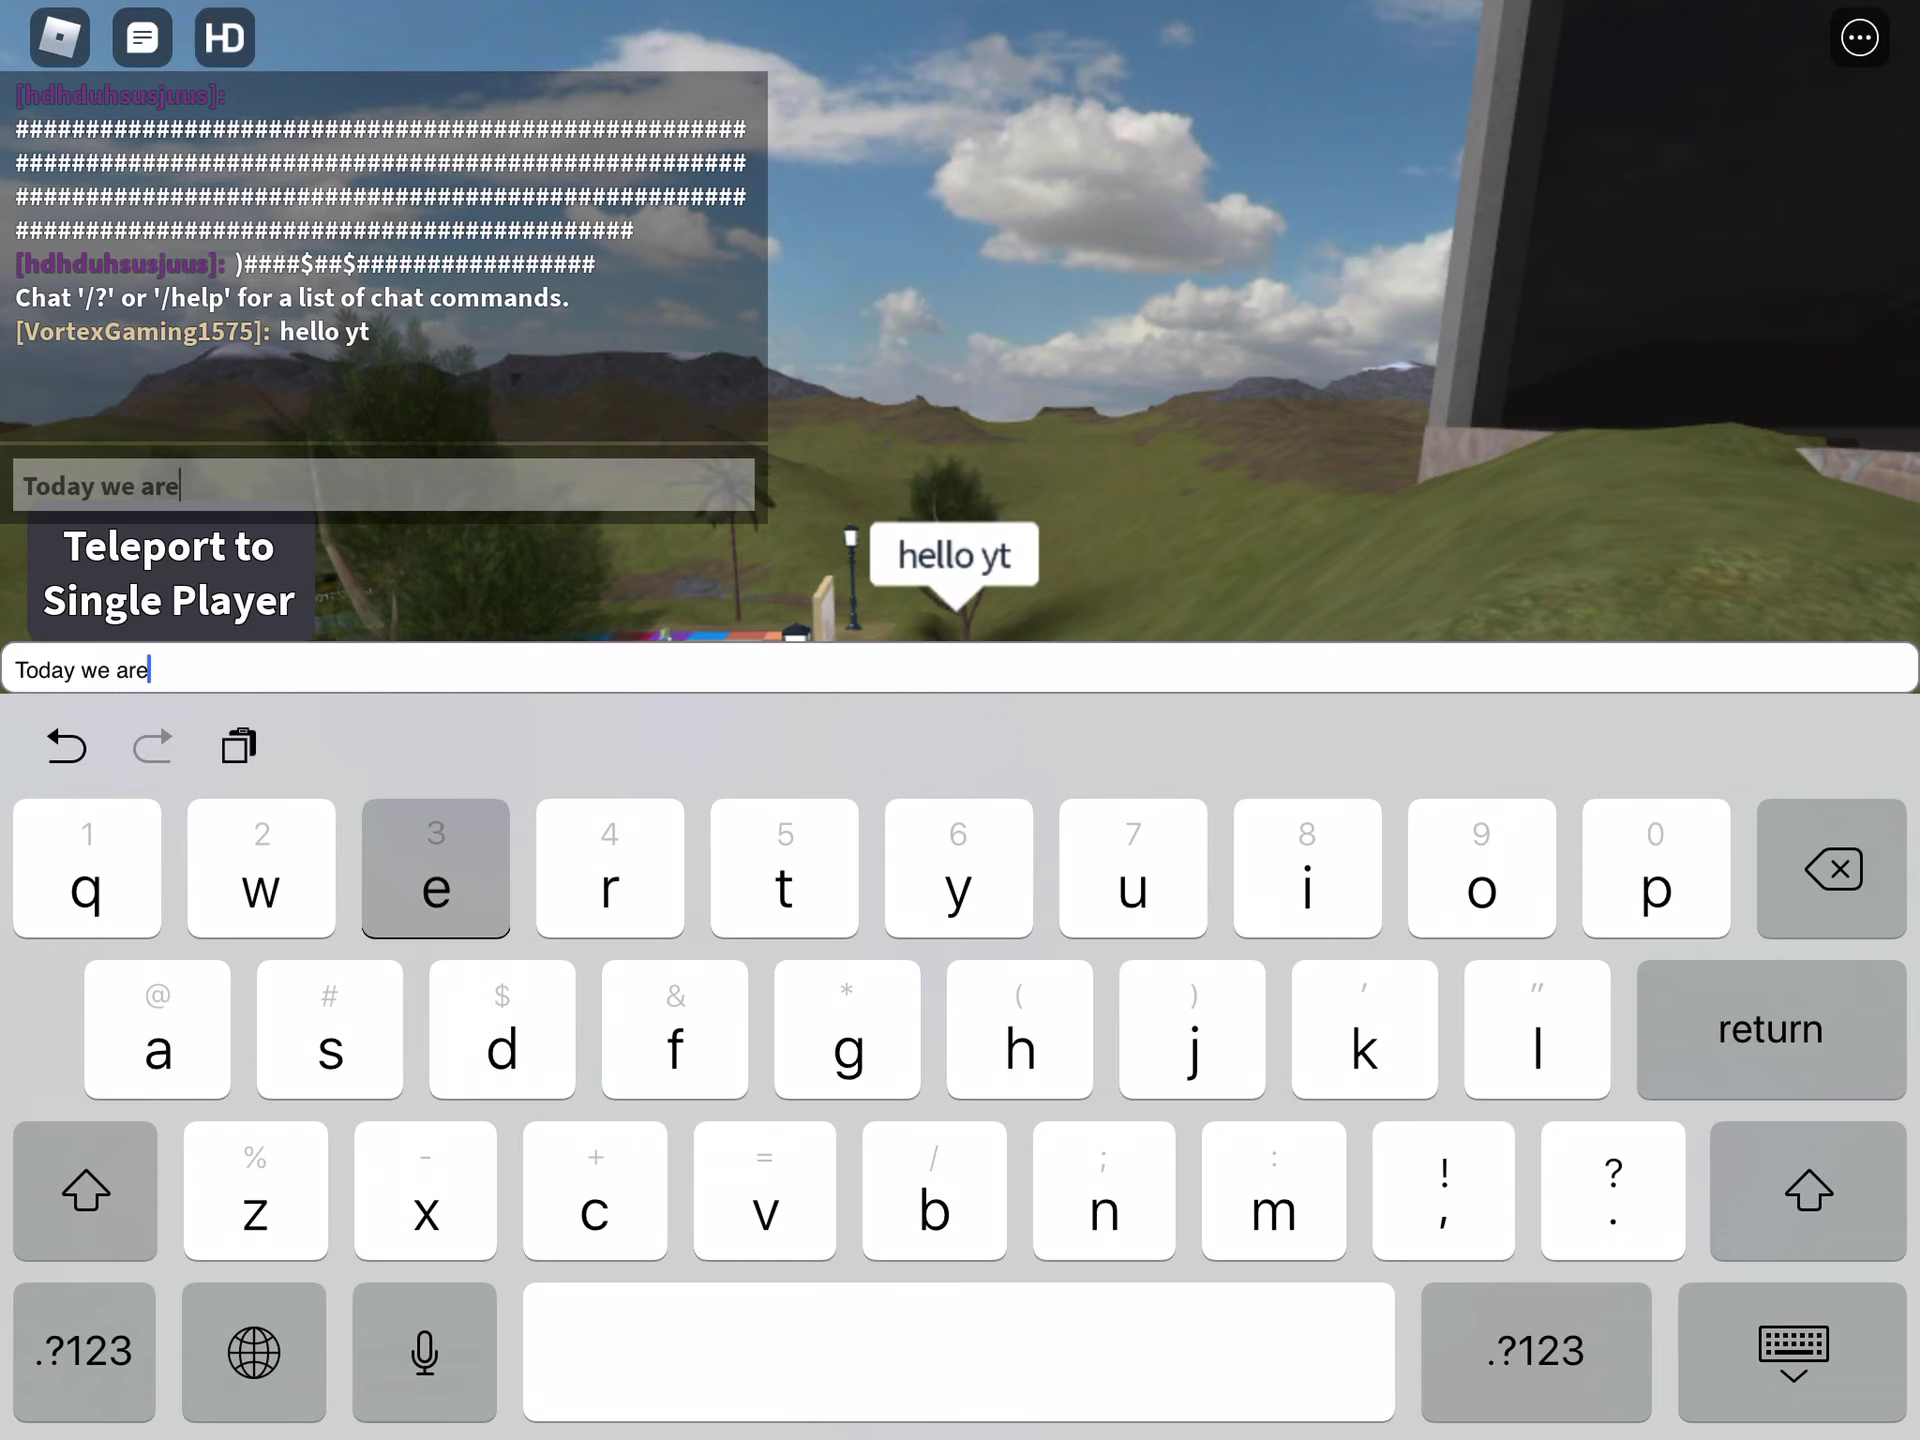 HD
[hdhduhsusjuus]:
####################################################
####################################################
####################################################
############################################
[hdhduhsusjuus]: )####$##$#################
Chat '/?' or '/help' for a list of chat commands.
[VortexGaming1575]: hello yt
Today we are
Teleport to
Single Player
hello yt
Today we are
1 2 3 4 5 6 7 8 9 0
q w e r t y u i o p
@ # $ & * ( ) ' "
a s d f g h j k l return
% - + = / ; : ! ?
z x c v b n m , .
.?123 .?123